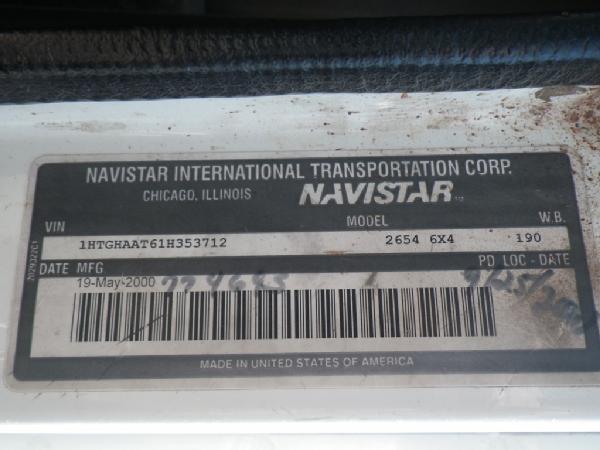 NAVISTAR INTERNATIONAL TRANSPORTATION CORP.
CHICAGO, ILLINOIS NAVISTAR
VIN MODEL W.B.
1HTGHAAT61H353712 2654 6X4 190
DATE MFG PD LOC - DATE
19-May-2000
MADE IN UNITED STATES OF AMERICA